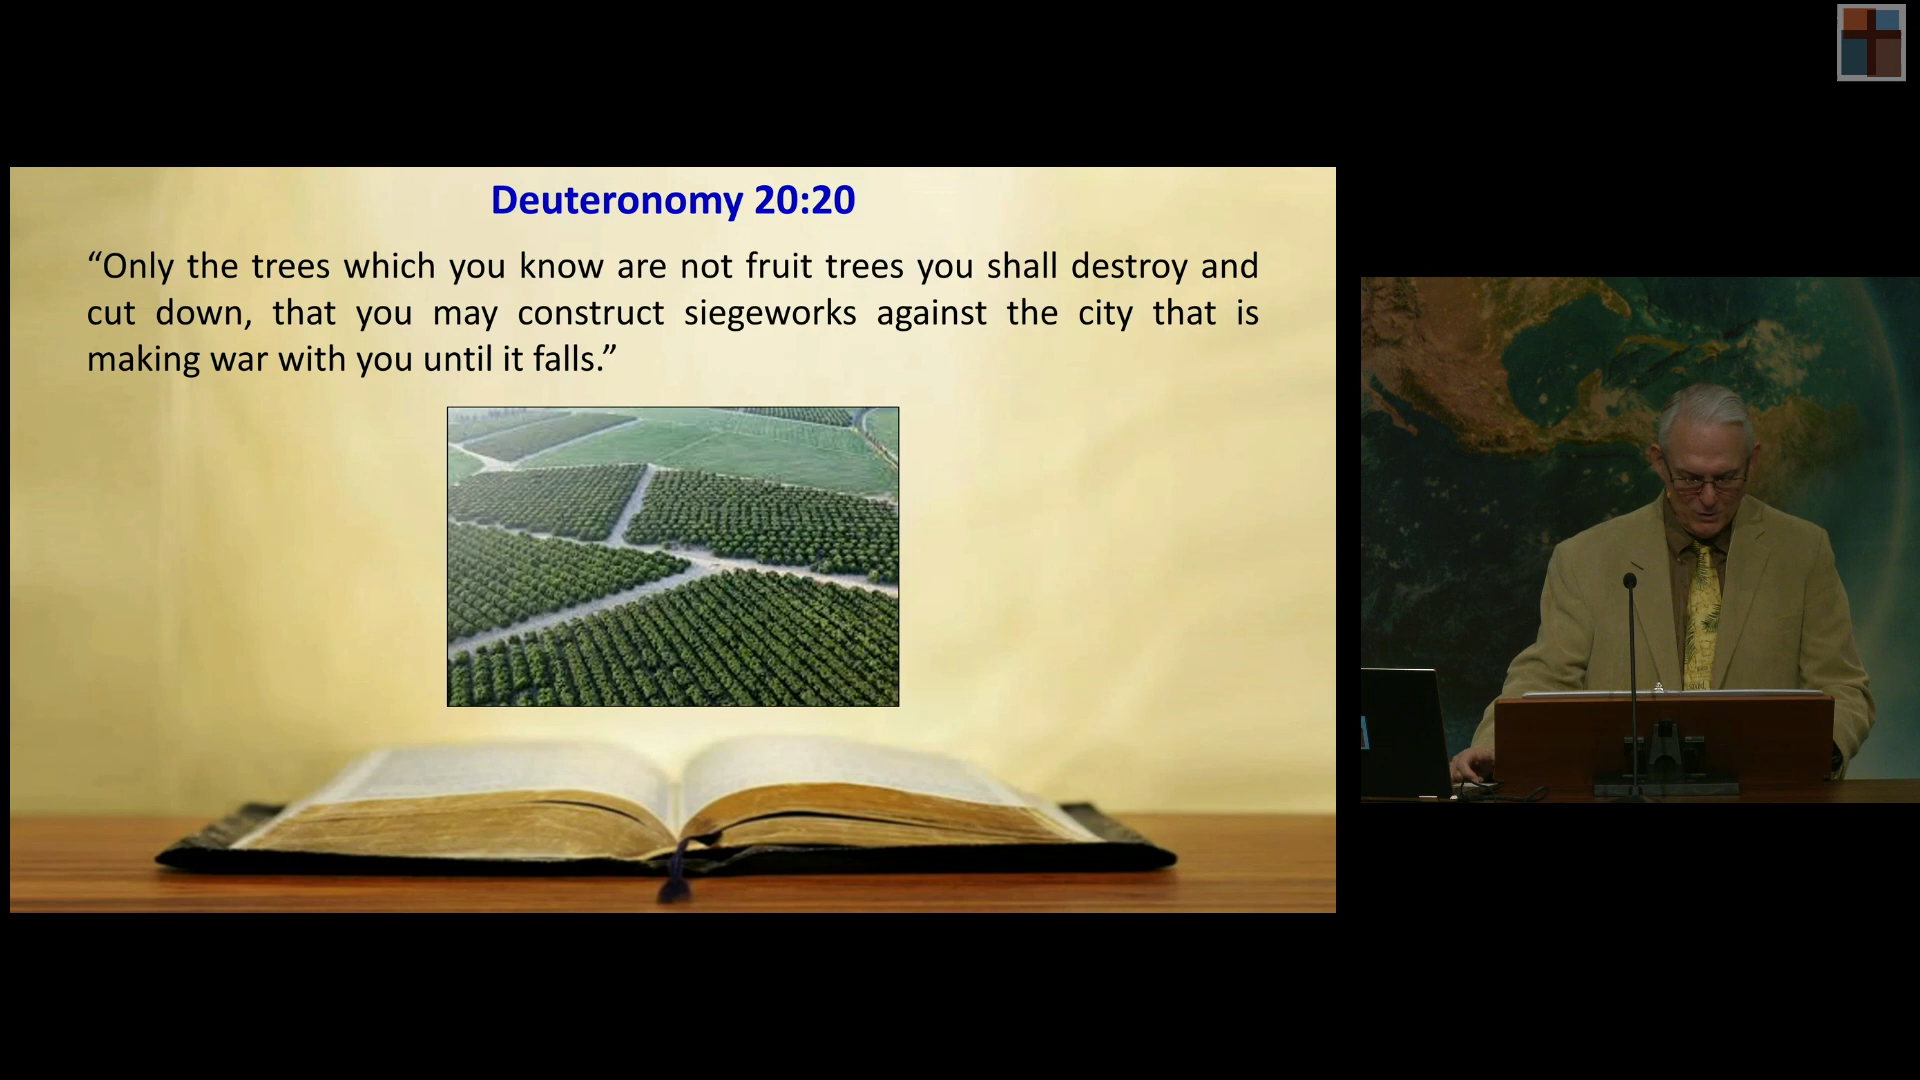 Deuteronomy 20:20
“Only the trees which you know are not fruit trees you shall destroy and
cut down, that you may construct siegeworks against the city that is
making war with you until it falls.”